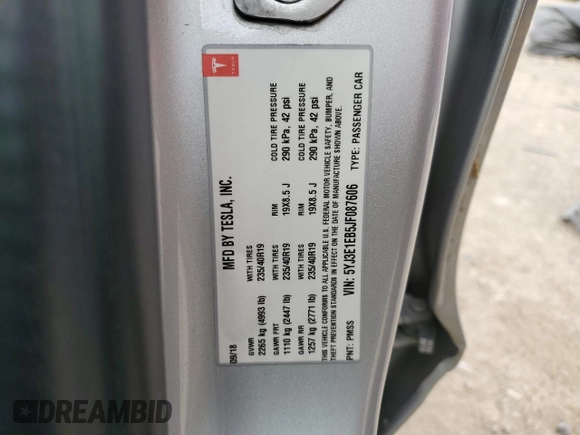 TESLA
MFD BY TESLA, INC.
09/18
GVWR WITH TIRES RIM COLD TIRE PRESSURE
2265 kg (4993 lb) 235/40R19 19X8.5 J 290 kPa, 42 psi
GAWR FRT WITH TIRES RIM COLD TIRE PRESSURE
1110 kg (2447 lb) 235/40R19 19X8.5 J 290 kPa, 42 psi
GAWR RR WITH TIRES RIM COLD TIRE PRESSURE
1257 kg (2771 lb) 235/40R19 19X8.5 J 290 kPa, 42 psi
THIS VEHICLE CONFORMS TO ALL APPLICABLE U.S. FEDERAL MOTOR VEHICLE SAFETY, BUMPER, AND
THEFT PREVENTION STANDARDS IN EFFECT ON THE DATE OF MANUFACTURE SHOWN ABOVE.
PNT: PMSS VIN: 5YJ3E1EB5JF087606 TYPE: PASSENGER CAR
DREAMBID